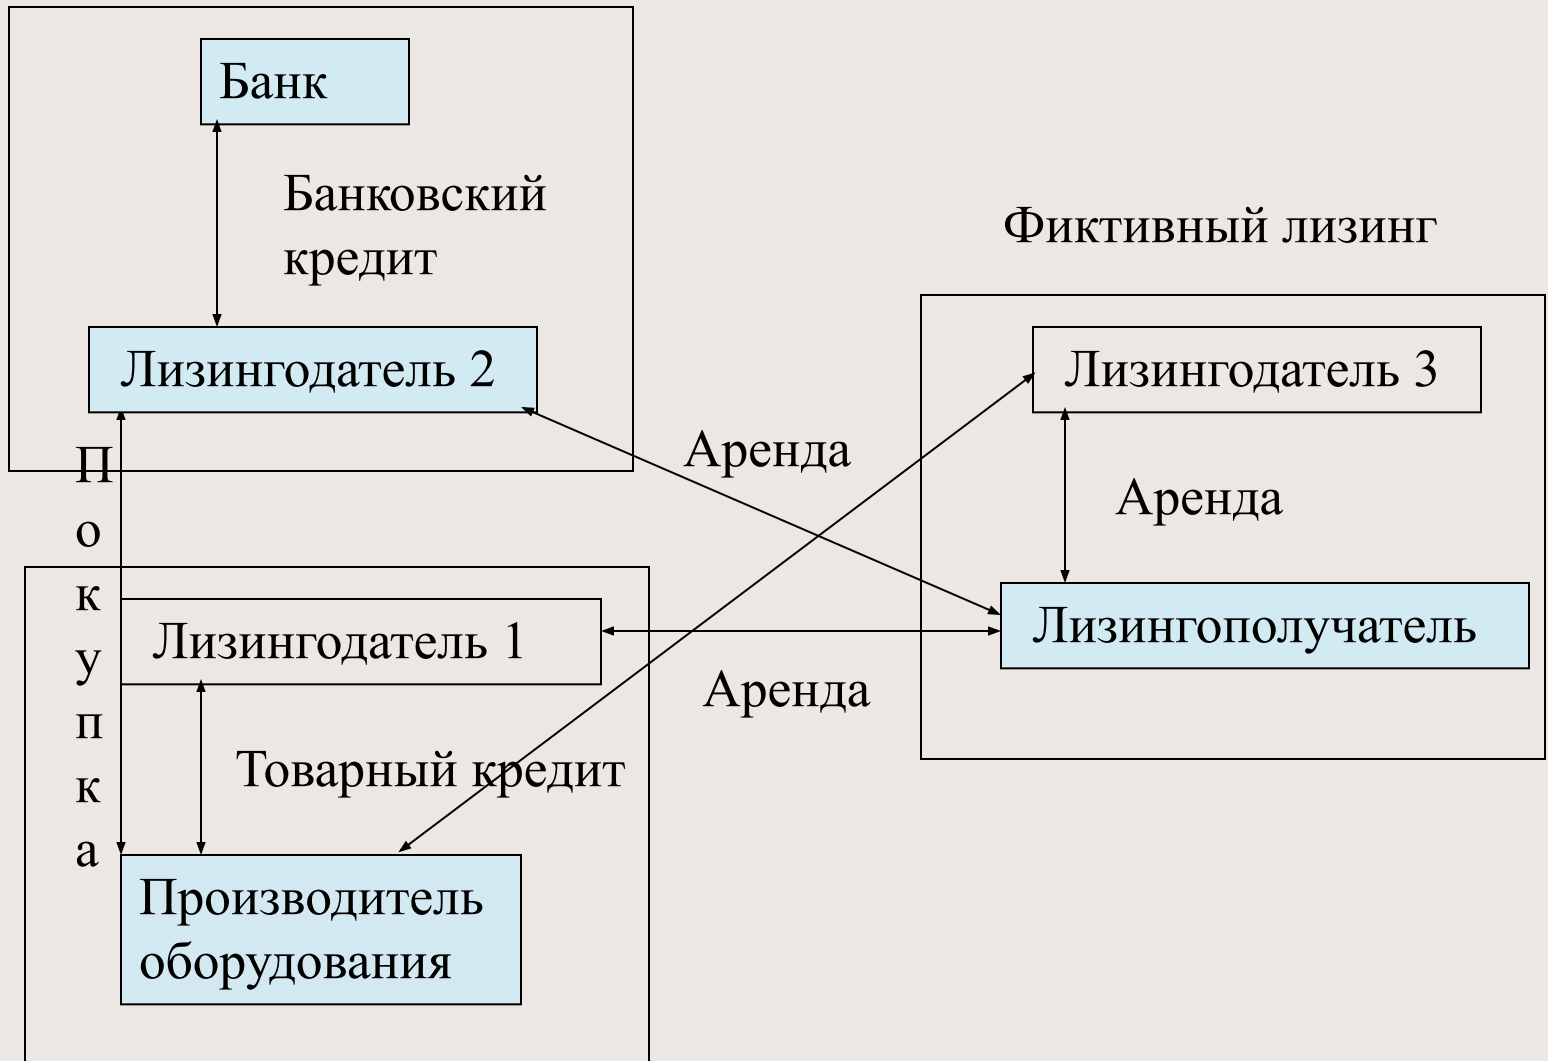 Банк
Банковский
кредит
Фиктивный лизинг
Лизингодатель 2
Лизингодатель 3
Аренда
Аренда
Покупка
Лизингодатель 1
Лизингополучатель
Аренда
Товарный кредит
Производитель
оборудования